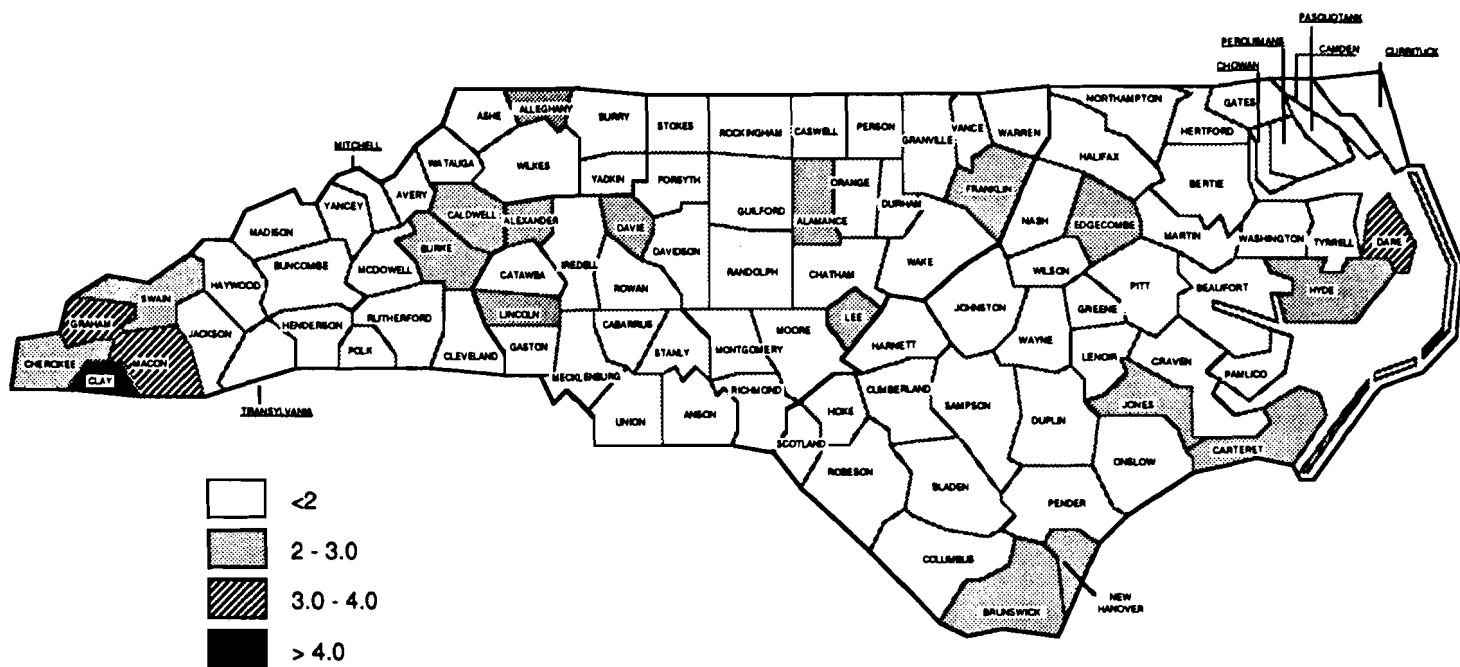 PASQUOTANK
PERQUIMANS
CAMDEN
CURRITUCK
CHOWAN
ALLEGHANY
ASHE
SURRY
STOKES
ROCKINGHAM
CASWELL
PERSON
GRANVILLE
VANCE
WARREN
NORTHAMPTON
GATES
HERTFORD
MITCHELL
WATAUGA
WILKES
YADKIN
FORSYTH
GUILFORD
ALAMANCE
ORANGE
DURHAM
FRANKLIN
HALIFAX
BERTIE
AVERY
YANCEY
CALDWELL
ALEXANDER
DAVIE
NASH
EDGECOMBE
MADISON
BURKE
IREDELL
DAVIDSON
RANDOLPH
CHATHAM
WAKE
MARTIN
WASHINGTON
TYRRELL
DARE
BUNCOMBE
MCDOWELL
CATAWBA
ROWAN
WILSON
PITT
BEAUFORT
HYDE
SWAIN
HAYWOOD
LINCOLN
LEE
JOHNSTON
GREENE
GRAHAM
JACKSON
HENDERSON
RUTHERFORD
CABARRUS
STANLY
MONTGOMERY
MOORE
HARNETT
WAYNE
LENOIR
CRAVEN
PAMLICO
CHEROKEE
CLAY
MACON
POLK
CLEVELAND
GASTON
MECKLENBURG
RICHMOND
CUMBERLAND
TRANSYLVANIA
UNION
ANSON
HOKE
SCOTLAND
SAMPSON
DUPLIN
JONES
CARTERET
ROBESON
BLADEN
ONSLOW
PENDER
COLUMBUS
BRUNSWICK
NEW
HANOVER
<2
2 - 3.0
3.0 - 4.0
> 4.0